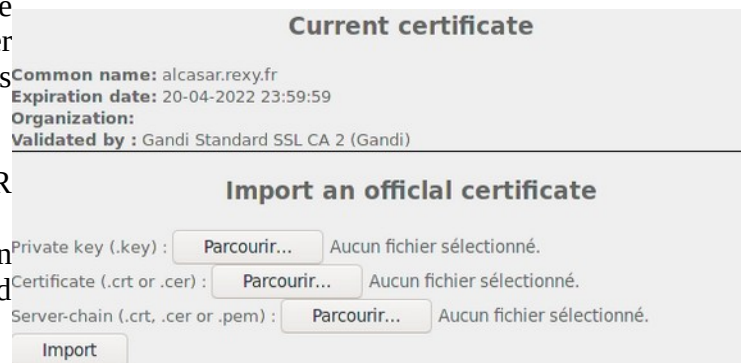 e
Current certificate
er
s
Common name: alcasar.rexy.fr
Expiration date: 20-04-2022 23:59:59
Organization:
Validated by : Gandi Standard SSL CA 2 (Gandi)
R
Import an officlal certificate
n
Private key (.key) : Parcourir... Aucun fichier sélectionné.
d
Certificate (.crt or .cer) : Parcourir... Aucun fichier sélectionné.
Server-chain (.crt, .cer or .pem) : Parcourir... Aucun fichier sélectionné.
Import